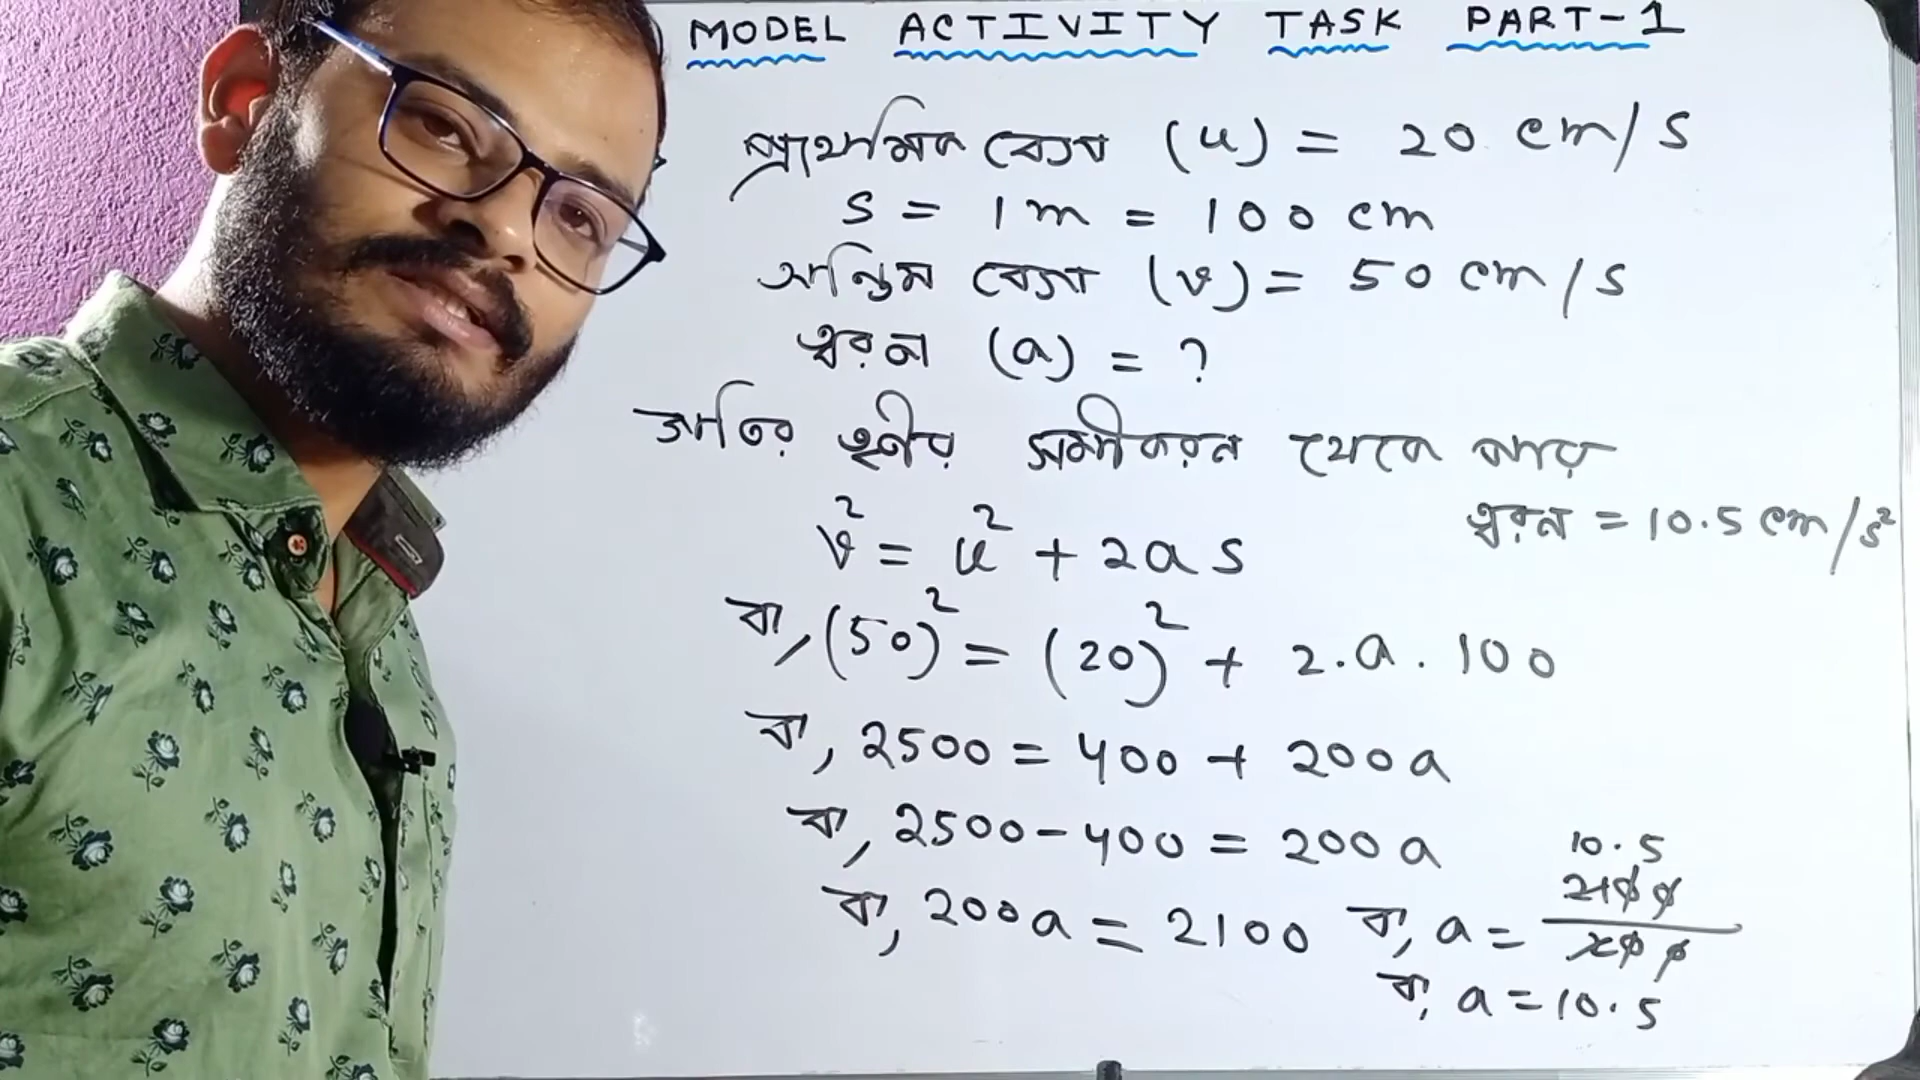 MODEL ACTIVITY TASK PART-1
প্রাথমিক বেগ (u) = 20 cm/s
s = 1m = 100 cm
অন্তিম বেগ (v) = 50 cm/s
ত্বরণ (a) = ?
গতির তৃতীয় সমীকরণ থেকে পাই
v² = u² + 2as
ত্বরণ = 10.5 cm/s²
বা, (50)² = (20)² + 2.a.100
বা, 2500 = 400 + 200a
বা, 2500-400 = 200a
10.5
বা, 200a = 2100 বা, a = 2100/200
বা, a = 10.5